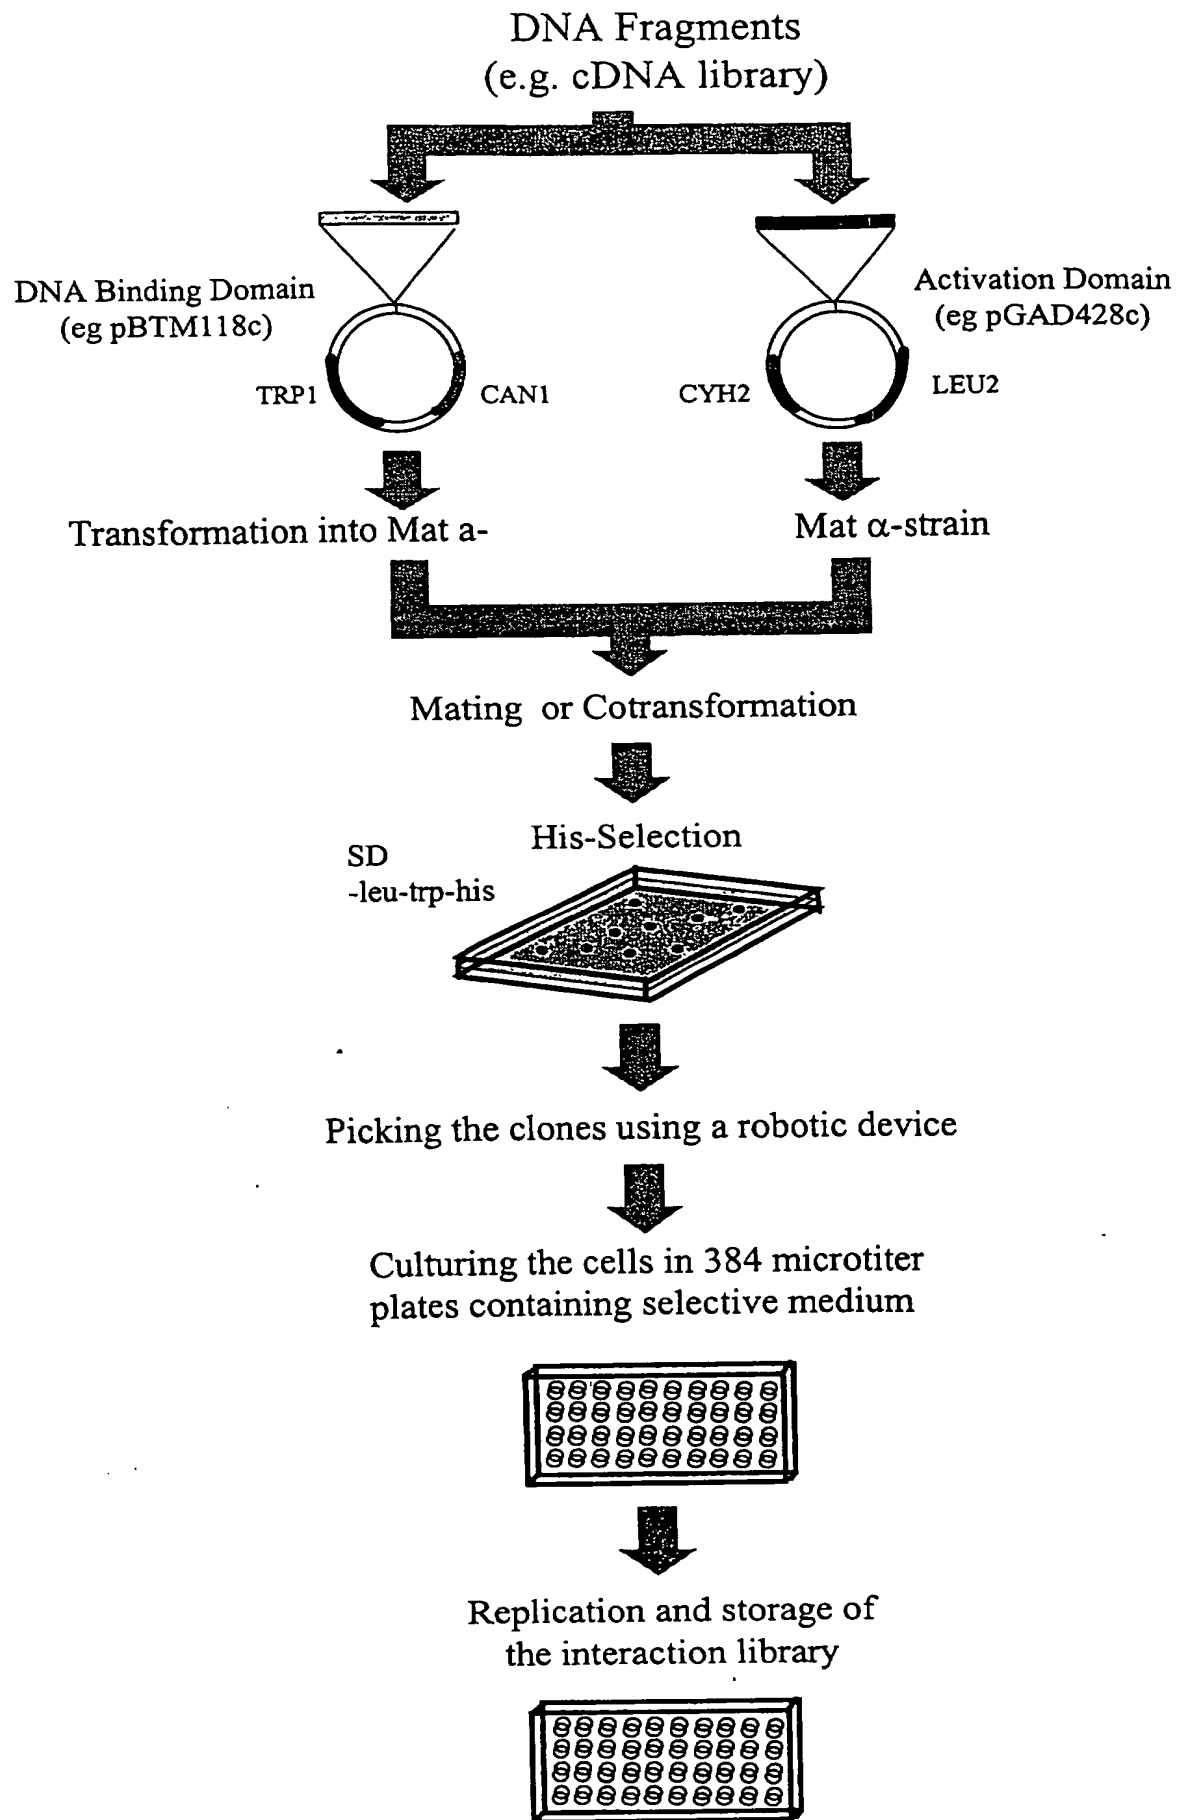 DNA Fragments
(e.g. cDNA library)
DNA Binding Domain
(eg pBTM118c)
TRP1
CAN1
Activation Domain
(eg pGAD428c)
CYH2
LEU2
Transformation into Mat a-
Mat α-strain
Mating or Cotransformation
His-Selection
SD
-leu-trp-his
Picking the clones using a robotic device
Culturing the cells in 384 microtiter
plates containing selective medium
Replication and storage of
the interaction library